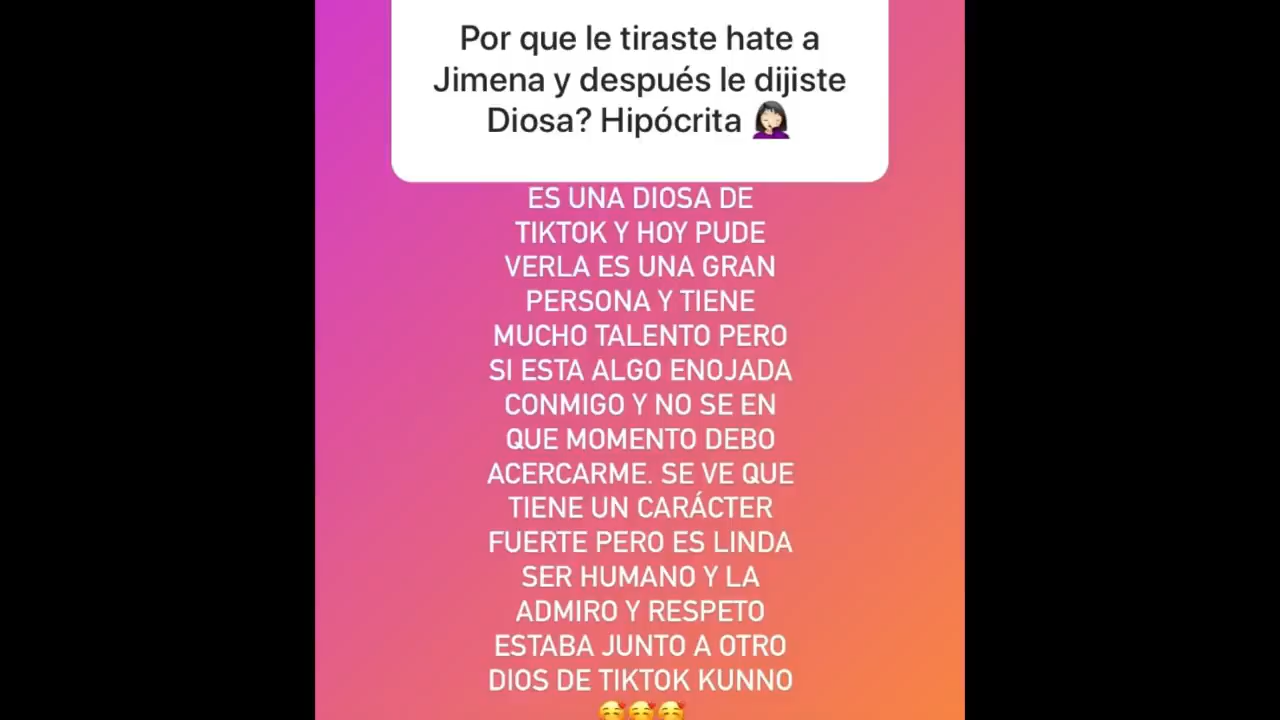 Por que le tiraste hate a
Jimena y después le dijiste
Diosa? Hipócrita 🤦🏻‍♀️
ES UNA DIOSA DE
TIKTOK Y HOY PUDE
VERLA ES UNA GRAN
PERSONA Y TIENE
MUCHO TALENTO PERO
SI ESTA ALGO ENOJADA
CONMIGO Y NO SE EN
QUE MOMENTO DEBO
ACERCARME. SE VE QUE
TIENE UN CARÁCTER
FUERTE PERO ES LINDA
SER HUMANO Y LA
ADMIRO Y RESPETO
ESTABA JUNTO A OTRO
DIOS DE TIKTOK KUNNO
🥰🥰🥰